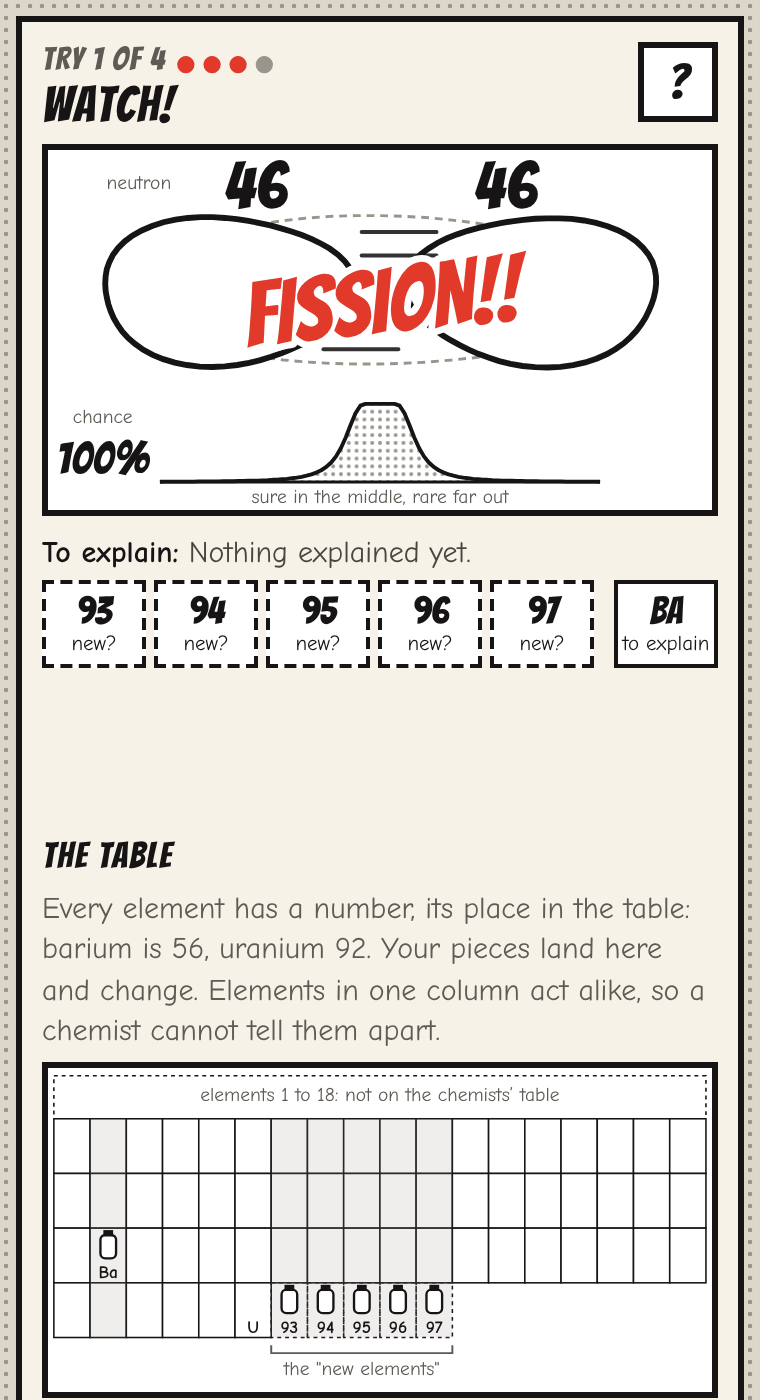 TRY 1 OF 4
WATCH!
?
neutron
46
46
FISSION!!
chance
100%
sure in the middle, rare far out
To explain: Nothing explained yet.
93
new?
94
new?
95
new?
96
new?
97
new?
BA
to explain
THE TABLE
Every element has a number, its place in the table:
barium is 56, uranium 92. Your pieces land here
and change. Elements in one column act alike, so a
chemist cannot tell them apart.
elements 1 to 18: not on the chemists' table
Ba
U
93
94
95
96
97
the "new elements"